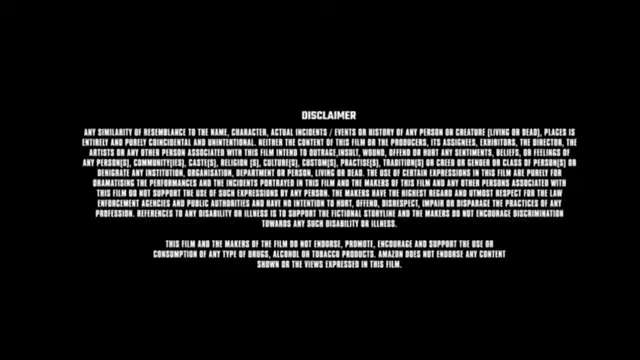 DISCLAIMER
ANY SIMILARITY OF RESEMBLANCE TO THE NAME, CHARACTER, ACTUAL INCIDENTS / EVENTS OR HISTORY OF ANY PERSON OR CREATURE (LIVING OR DEAD), PLACES IS
ENTIRELY AND PURELY COINCIDENTAL AND UNINTENTIONAL. NEITHER THE CONTENT OF THIS FILM OR THE PRODUCERS, ITS ASSIGNEES, EXHIBITORS, THE DIRECTOR, THE
ARTISTS OR ANY OTHER PERSON ASSOCIATED WITH THIS FILM INTEND TO OUTRAGE,INSULT, WOUND, OFFEND OR HURT ANY SENTIMENTS, BELIEFS, OR FEELINGS OF
ANY PERSON(S), COMMUNITY(IES), CASTE(S), RELIGION (S), CULTURE(S), CUSTOM(S), PRACTISE(S), TRADITION(S) OR CREED OR GENDER OR CLASS OF PERSON(S) OR
DENIGRATE ANY INSTITUTION, ORGANISATION, DEPARTMENT OR PERSON, LIVING OR DEAD. THE USE OF CERTAIN EXPRESSIONS IN THIS FILM ARE PURELY FOR
DRAMATISING THE PERFORMANCES AND THE INCIDENTS PORTRAYED IN THIS FILM AND THE MAKERS OF THIS FILM AND ANY OTHER PERSONS ASSOCIATED WITH
THIS FILM DO NOT SUPPORT THE USE OF SUCH EXPRESSIONS BY ANY PERSON. THE MAKERS HAVE THE HIGHEST REGARD AND UTMOST RESPECT FOR THE LAW
ENFORCEMENT AGENCIES AND PUBLIC AUTHORITIES AND HAVE NO INTENTION TO HURT, OFFEND, DISRESPECT, IMPAIR OR DISPARAGE THE PRACTICES OF ANY
PROFESSION. REFERENCES TO ANY DISABILITY OR ILLNESS IS TO SUPPORT THE FICTIONAL STORYLINE AND THE MAKERS DO NOT ENCOURAGE DISCRIMINATION
TOWARDS ANY SUCH DISABILITY OR ILLNESS.
THIS FILM AND THE MAKERS OF THE FILM DO NOT ENDORSE, PROMOTE, ENCOURAGE AND SUPPORT THE USE OR
CONSUMPTION OF ANY TYPE OF DRUGS, ALCOHOL OR TOBACCO PRODUCTS. AMAZON DOES NOT ENDORSE ANY CONTENT
SHOWN OR THE VIEWS EXPRESSED IN THIS FILM.